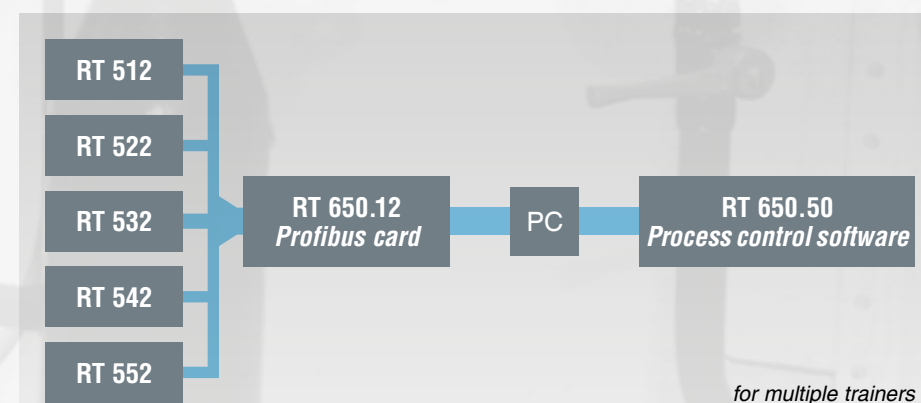 RT 512
RT 522
RT 532
RT 542
RT 552
RT 650.12
Profibus card
PC
RT 650.50
Process control software
for multiple trainers